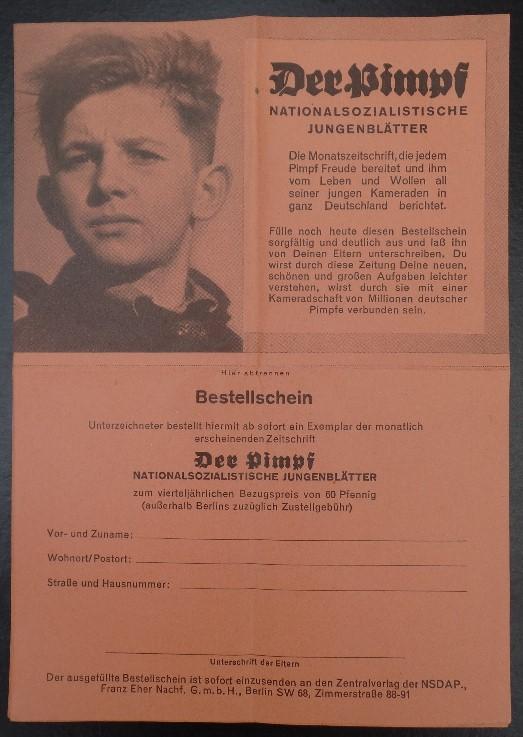 Der Pimpf
NATIONALSOZIALISTISCHE
JUNGENBLÄTTER
Die Monatszeitschrift, die jedem
Pimpf Freude bereitet und ihm
vom Leben und Wollen all
seiner jungen Kameraden in
ganz Deutschland berichtet.
Fülle noch heute diesen Bestellschein
sorgfältig und deutlich aus und laß ihn
von Deinen Eltern unterschreiben. Du
wirst durch diese Zeitung Deine neuen,
schönen und großen Aufgaben leichter
verstehen, wirst durch sie mit einer
Kameradschaft von Millionen deutscher
Pimpfe verbunden sein.
Hier abtrennen
Bestellschein
Unterzeichneter bestellt hiermit ab sofort ein Exemplar der monatlich
erscheinenden Zeitschrift
Der Pimpf
NATIONALSOZIALISTISCHE JUNGENBLÄTTER
zum vierteljährlichen Bezugspreis von 60 Pfennig
(außerhalb Berlins zuzüglich Zustellgebühr)
Vor- und Zuname:
Wohnort/Postort:
Straße und Hausnummer:
Unterschrift der Eltern
Der ausgefüllte Bestellschein ist sofort einzusenden an den Zentralverlag der NSDAP.,
Franz Eher Nachf. G.m.b.H., Berlin SW 68, Zimmerstraße 88-91